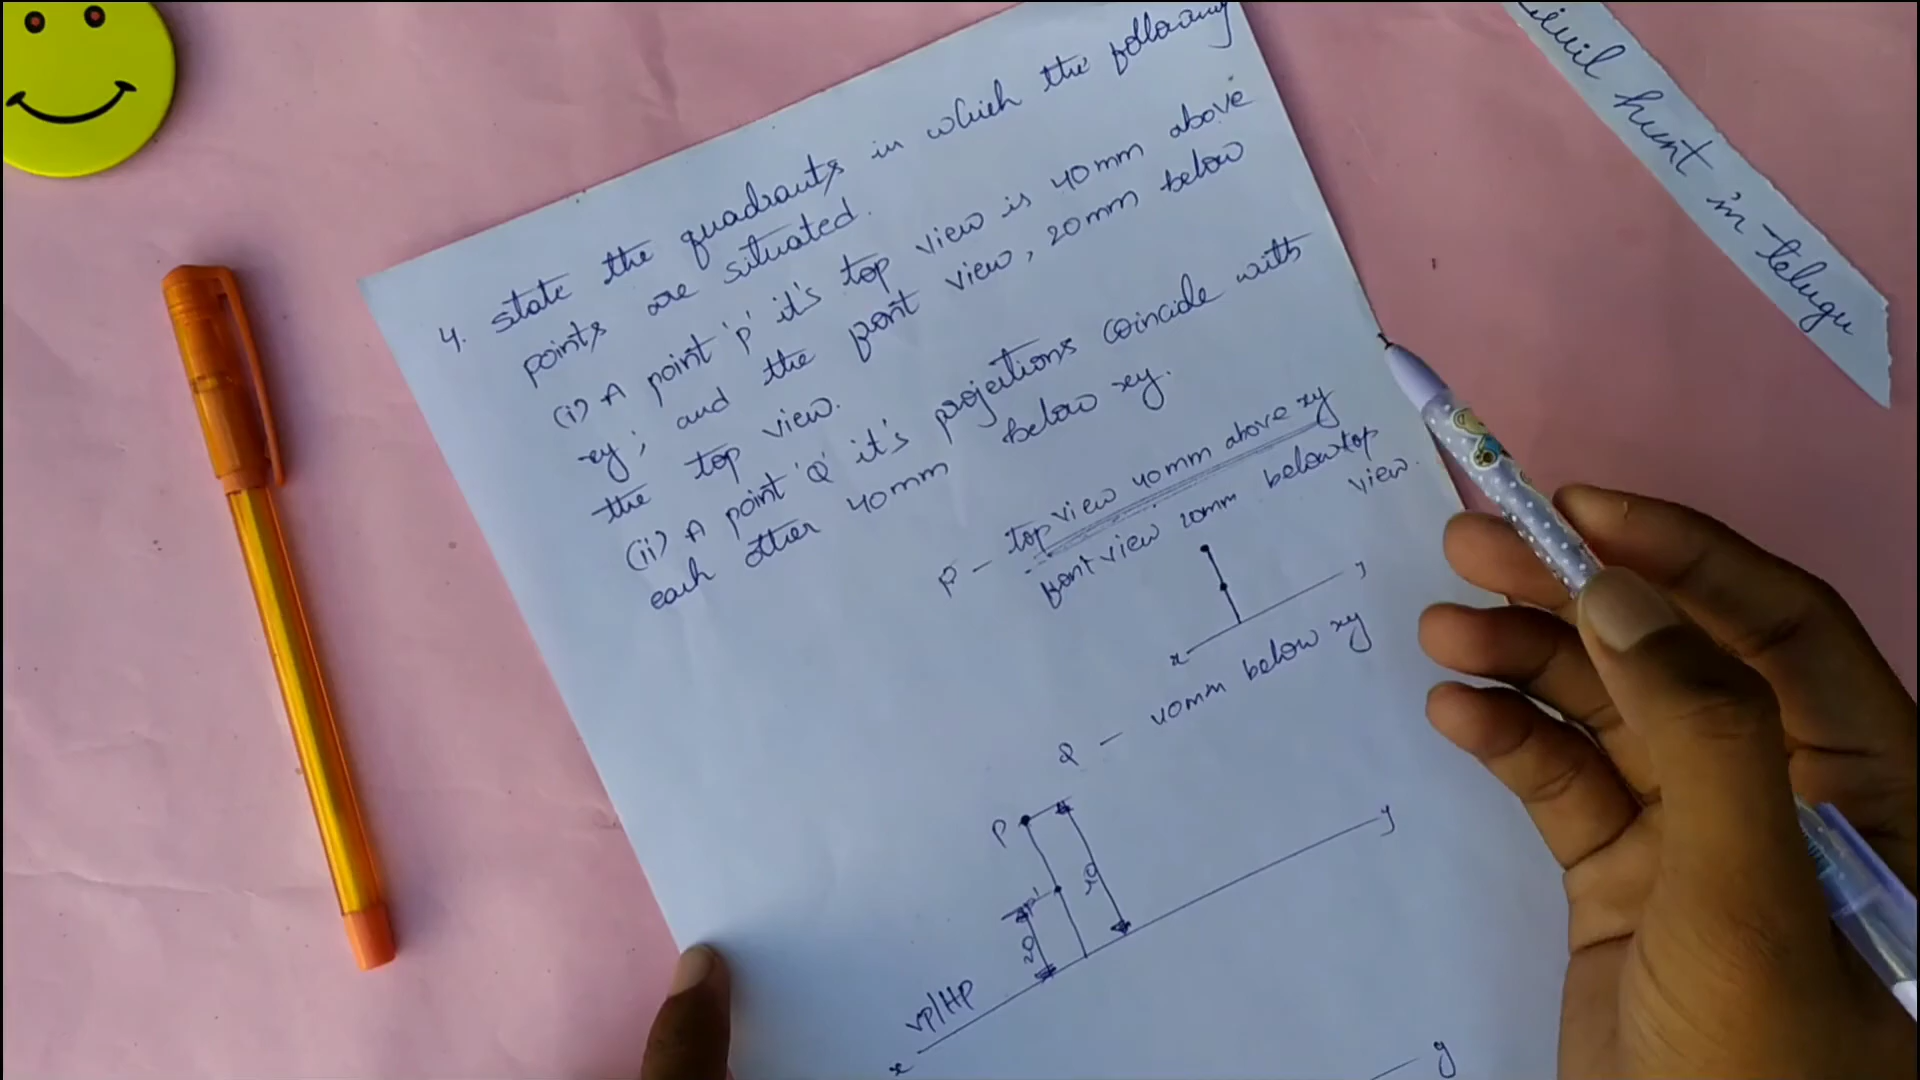 4. state the quadrants in which the following
points are situated.
(i) A point 'p' it's top view is 40mm above
xy; and the front view, 20mm below
the top view.
(ii) A point 'Q' it's projections coincide with
each other 40mm below xy.
P - top view 40mm above xy
front view 20mm below top
view.
x y
Q - 40mm below xy
P
p'
20
y
VP/HP
x
y
civil hunt in telugu